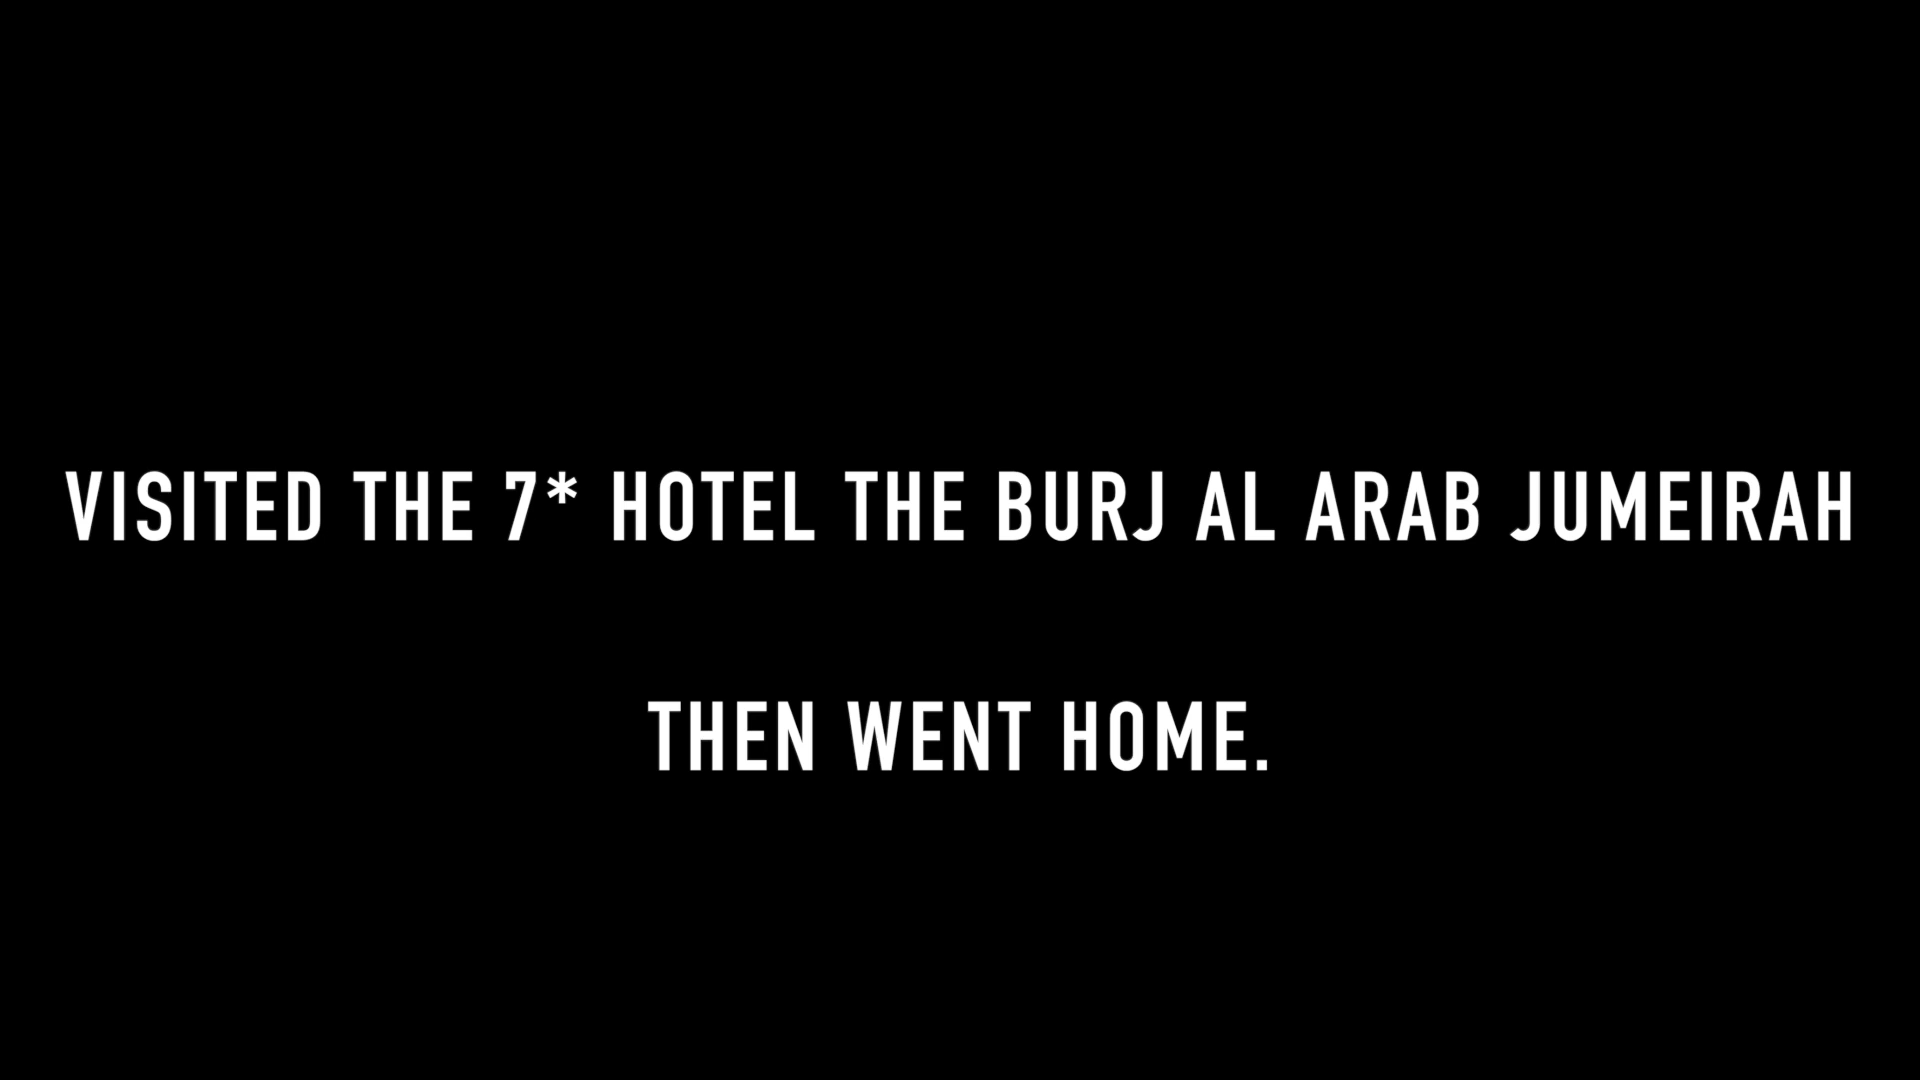 VISITED THE 7* HOTEL THE BURJ AL ARAB JUMEIRAH
THEN WENT HOME.